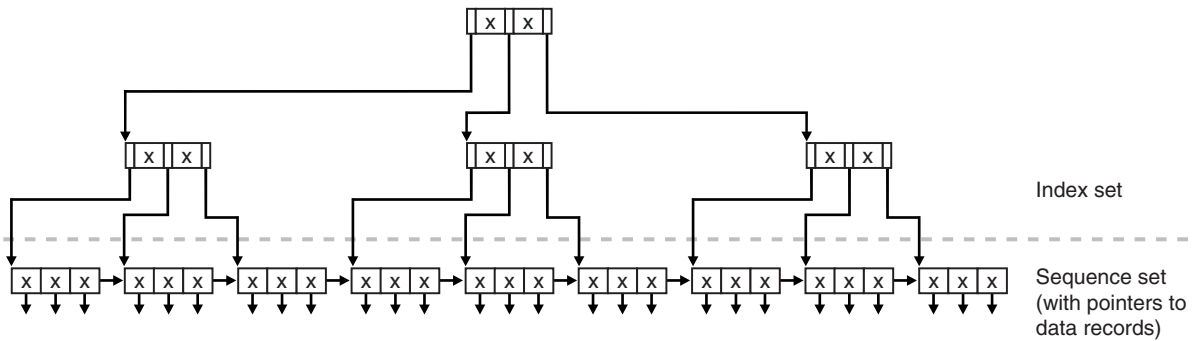 x x
x x x x x x
Index set
x x x x x x x x x x x x x x x x x x x x x x x x x x x
Sequence set
(with pointers to
data records)